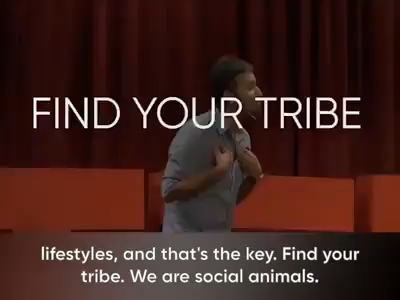 FIND YOUR TRIBE
lifestyles, and that's the key. Find your
tribe. We are social animals.